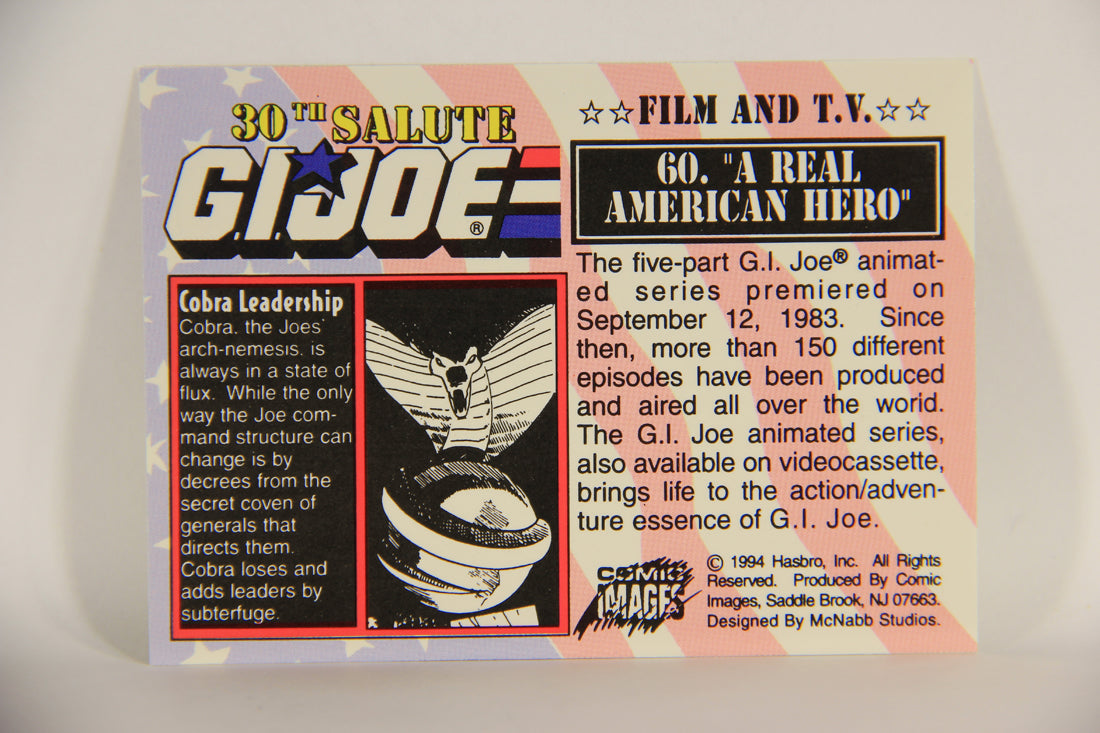 30TH SALUTE
G.I. JOE®
Cobra Leadership
Cobra, the Joes'
arch-nemesis, is
always in a state of
flux. While the only
way the Joe com-
mand structure can
change is by
decrees from the
secret coven of
generals that
directs them.
Cobra loses and
adds leaders by
subterfuge.
☆☆FILM AND T.V.☆☆
60. "A REAL
AMERICAN HERO"
The five-part G.I. Joe® animat-
ed series premiered on
September 12, 1983. Since
then, more than 150 different
episodes have been produced
and aired all over the world.
The G.I. Joe animated series,
also available on videocassette,
brings life to the action/adven-
ture essence of G.I. Joe.
COMIC
IMAGES
© 1994 Hasbro, Inc. All Rights
Reserved. Produced By Comic
Images, Saddle Brook, NJ 07663.
Designed By McNabb Studios.